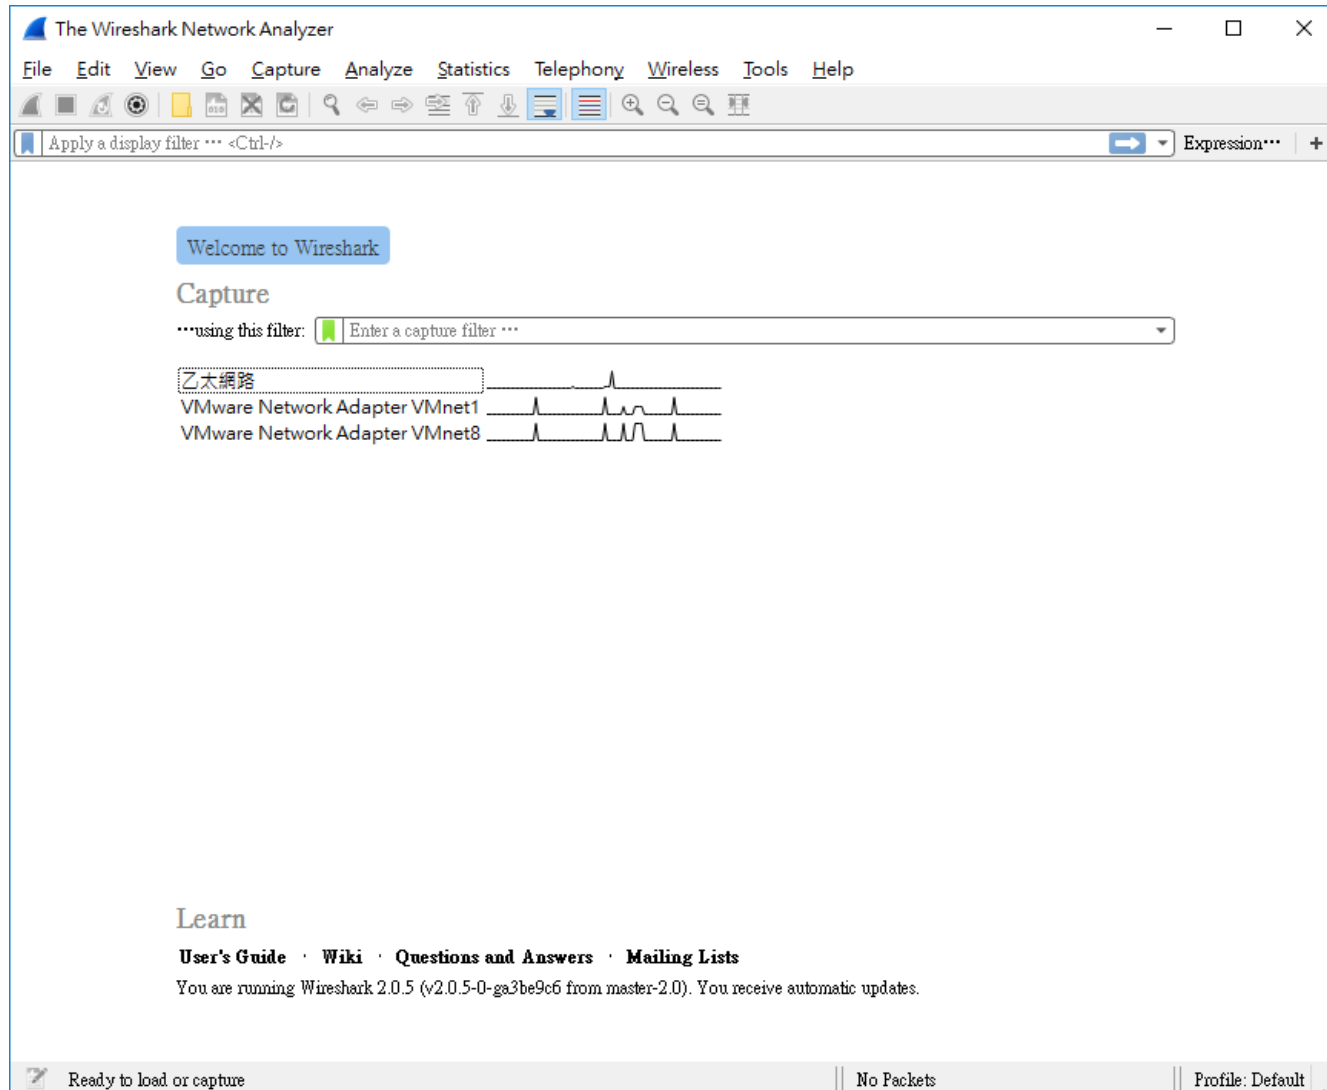 The Wireshark Network Analyzer
File Edit View Go Capture Analyze Statistics Telephony Wireless Tools Help
Apply a display filter ··· <Ctrl-/> Expression··· +
Welcome to Wireshark
Capture
···using this filter: Enter a capture filter ···
乙太網路
VMware Network Adapter VMnet1
VMware Network Adapter VMnet8
Learn
User's Guide · Wiki · Questions and Answers · Mailing Lists
You are running Wireshark 2.0.5 (v2.0.5-0-ga3be9c6 from master-2.0). You receive automatic updates.
Ready to load or capture No Packets Profile: Default